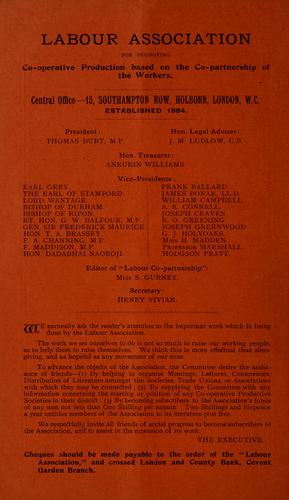 LABOUR ASSOCIATION
FOR PROMOTING
Co-operative Production based on the Co-partnership of
the Workers.
Central Office—15, SOUTHAMPTON ROW, HOLBORN, LONDON, W.C.
ESTABLISHED 1884.
President:
THOMAS BURT, M.P.
Hon. Legal Adviser:
J. M. LUDLOW, C.B.
Hon. Treasurer:
ANEURIN WILLIAMS
Vice-Presidents:
EARL GREY
THE EARL OF STAMFORD
LORD WANTAGE
BISHOP OF DURHAM
BISHOP OF RIPON
RT. HON. G. W. BALFOUR, M.P.
GEN SIR FREDERICK MAURICE
HON. T. A. BRASSEY
F. A. CHANNING, M.P.
F. MADDISON, M.P.
HON. DADABHAI NAOROJI.
FRANK BALLARD
JAMES BONAR, LL.D.
WILLIAM CAMPBELL
A. K. CONNELL
JOSEPH CRAVEN
E. O. GREENING
JOSEPH GREENWOOD
G. J. HOLYOAKE
MISS H. MADDEN
PROFESSOR MARSHALL
HODGSON PRATT.
Editor of "Labour Co-partnership":
MISS S. GURNEY.
Secretary:
HENRY VIVIAN.
WE earnestly ask the reader's attention to the important work which is being
done by the Labour Association.
The work we set ourselves to do is not so much to raise our working people,
as to help them to raise themselves. We think this is more effectual than alms-
giving, and as hopeful as any movement of our time.
To advance the objects of the Association, the Committee desire the assist-
ance of friends—(1) By helping to organise Meetings, Lectures, Conferences,
Distribution of Literature amongst the Societies, Trade Unions, or Associations
with which they may be connected; (2) By supplying the Committee with any
information concerning the starting or position of any Co-operative Productive
Societies in their district; (3) By becoming subscribers to the Association's funds
of any sum not less than One Shilling per annum. Two Shillings and Sixpence
a year entitles members of the Association to its literature post free.
We respectfully invite all friends of social progress to become subscribers to
the Association, and to assist in the extension of its work.
THE EXECUTIVE.
Cheques should be made payable to the order of the "Labour
Association," and crossed London and County Bank, Covent
Garden Branch.